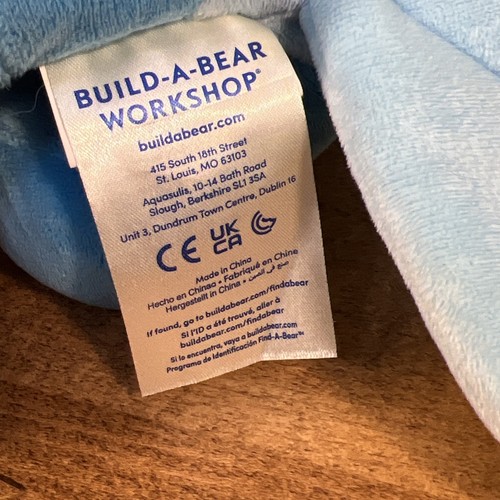 BUILD-A-BEAR
WORKSHOP®
buildabear.com
415 South 18th Street
St. Louis, MO 63103
Aquasulis, 10-14 Bath Road
Slough, Berkshire SL1 3SA
Unit 3, Dundrum Town Centre, Dublin 16
CE UK CA
Made in China
Hecho en China • Fabriqué en Chine
Hergestellt in China • صنع في الصين
If found, go to buildabear.com/findabear
Si l'ID a été trouvé, aller à
buildabear.com/findabear
Si lo encuentra, vaya a buildabear.com
Programa de Identificación Find-A-Bear™